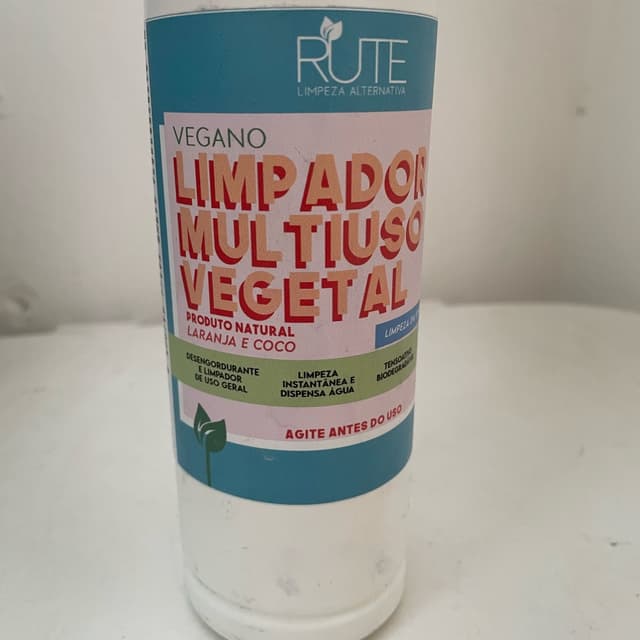 RUTE
LIMPEZA ALTERNATIVA
VEGANO
LIMPADOR
MULTIUSO
VEGETAL
PRODUTO NATURAL
LARANJA E COCO
LIMPEZA
DESENGORDURANTE
E LIMPADOR
DE USO GERAL
LIMPEZA
INSTANTÂNEA E
DISPENSA ÁGUA
AGITE ANTES DO USO